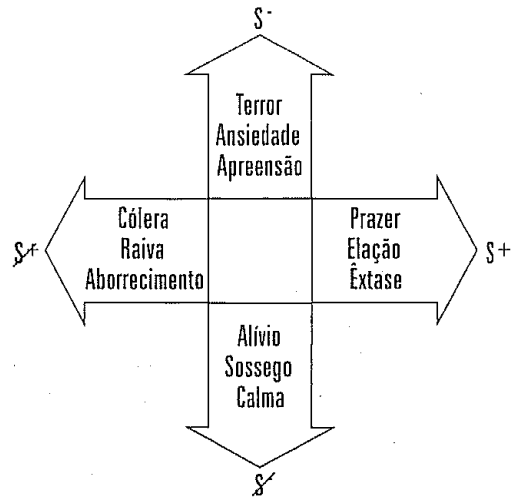 S-
Terror
Ansiedade
Apreensão
S+
Cólera
Raiva
Aborrecimento
Prazer
Elação
Êxtase
S+
Alívio
Sossego
Calma
S-